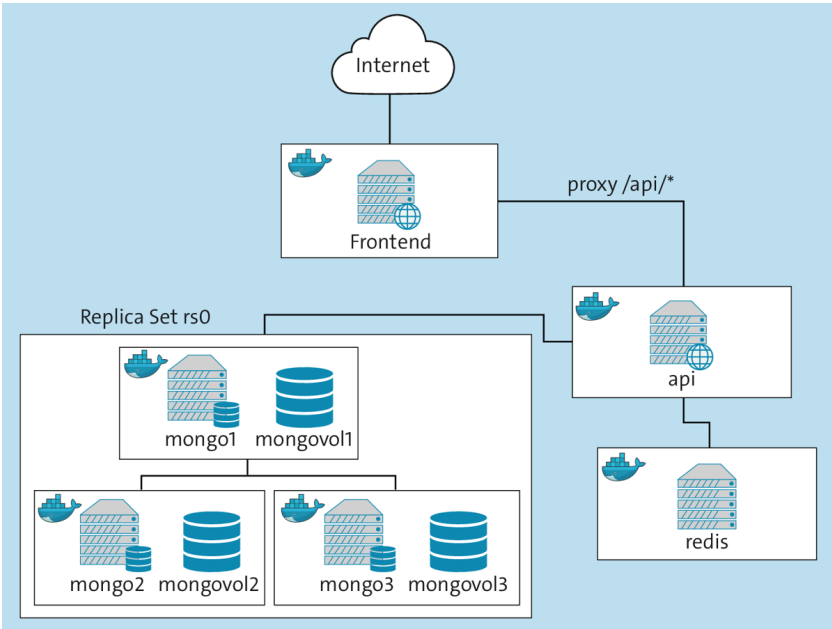 Internet
proxy /api/*
Frontend
Replica Set rs0
api
mongo1 mongovol1
redis
mongo2 mongovol2 mongo3 mongovol3